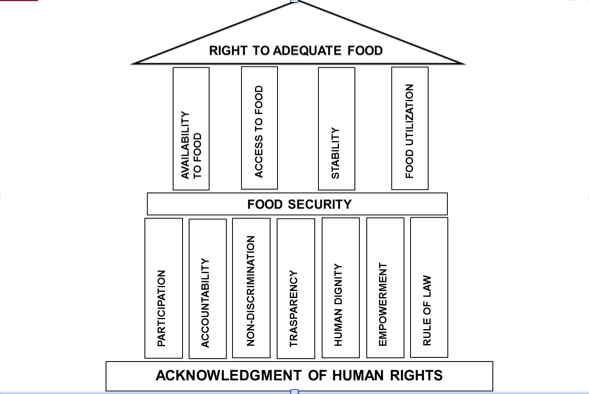 RIGHT TO ADEQUATE FOOD
AVAILABILITY
TO FOOD
ACCESS TO FOOD
STABILITY
FOOD UTILIZATION
FOOD SECURITY
PARTICIPATION
ACCOUNTABILITY
NON-DISCRIMINATION
TRASPARENCY
HUMAN DIGNITY
EMPOWERMENT
RULE OF LAW
ACKNOWLEDGMENT OF HUMAN RIGHTS